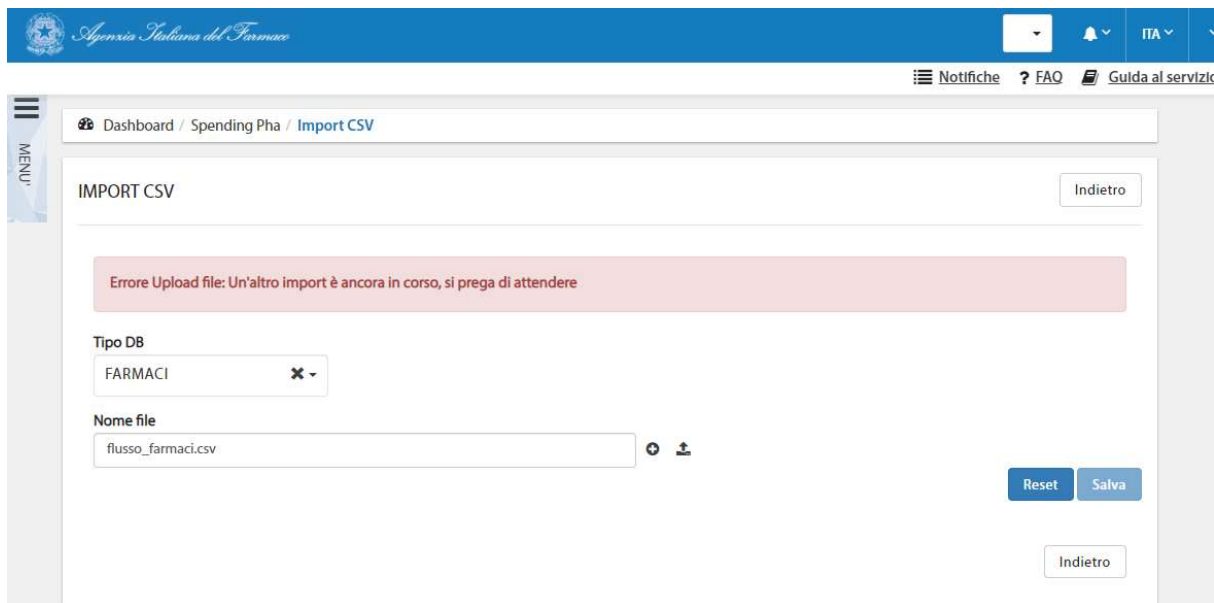 Agenzia Italiana del Farmaco
ITA
Notifiche ? FAQ Guida al servizio
MENU'
Dashboard / Spending Pha / Import CSV
IMPORT CSV
Indietro
Errore Upload file: Un'altro import è ancora in corso, si prega di attendere
Tipo DB
FARMACI
Nome file
flusso_farmaci.csv
Reset Salva
Indietro